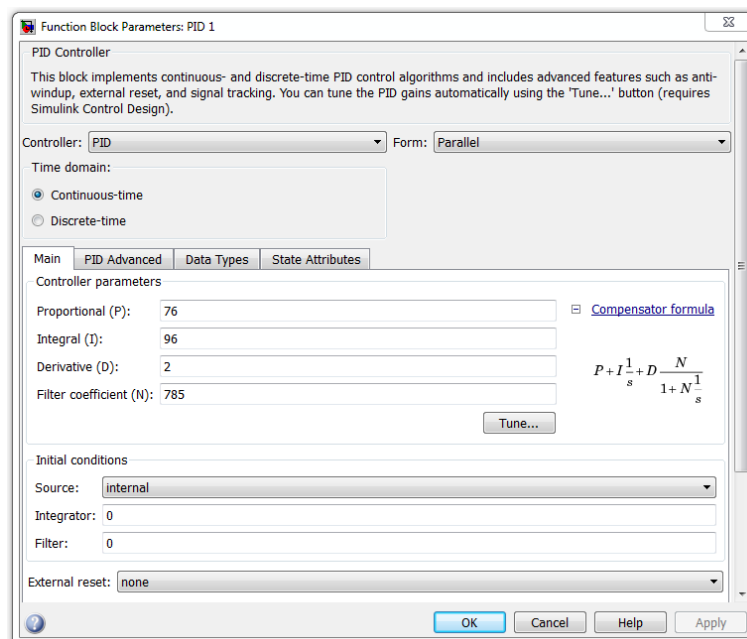 Function Block Parameters: PID 1
PID Controller
This block implements continuous- and discrete-time PID control algorithms and includes advanced features such as anti-
windup, external reset, and signal tracking. You can tune the PID gains automatically using the 'Tune...' button (requires
Simulink Control Design).
Controller: PID Form: Parallel
Time domain:
Continuous-time
Discrete-time
Main PID Advanced Data Types State Attributes
Controller parameters
Proportional (P): 76 Compensator formula
Integral (I): 96
Derivative (D): 2
P + I 1/s + D N/(1 + N 1/s)
Filter coefficient (N): 785
Tune...
Initial conditions
Source: internal
Integrator: 0
Filter: 0
External reset: none
OK Cancel Help Apply